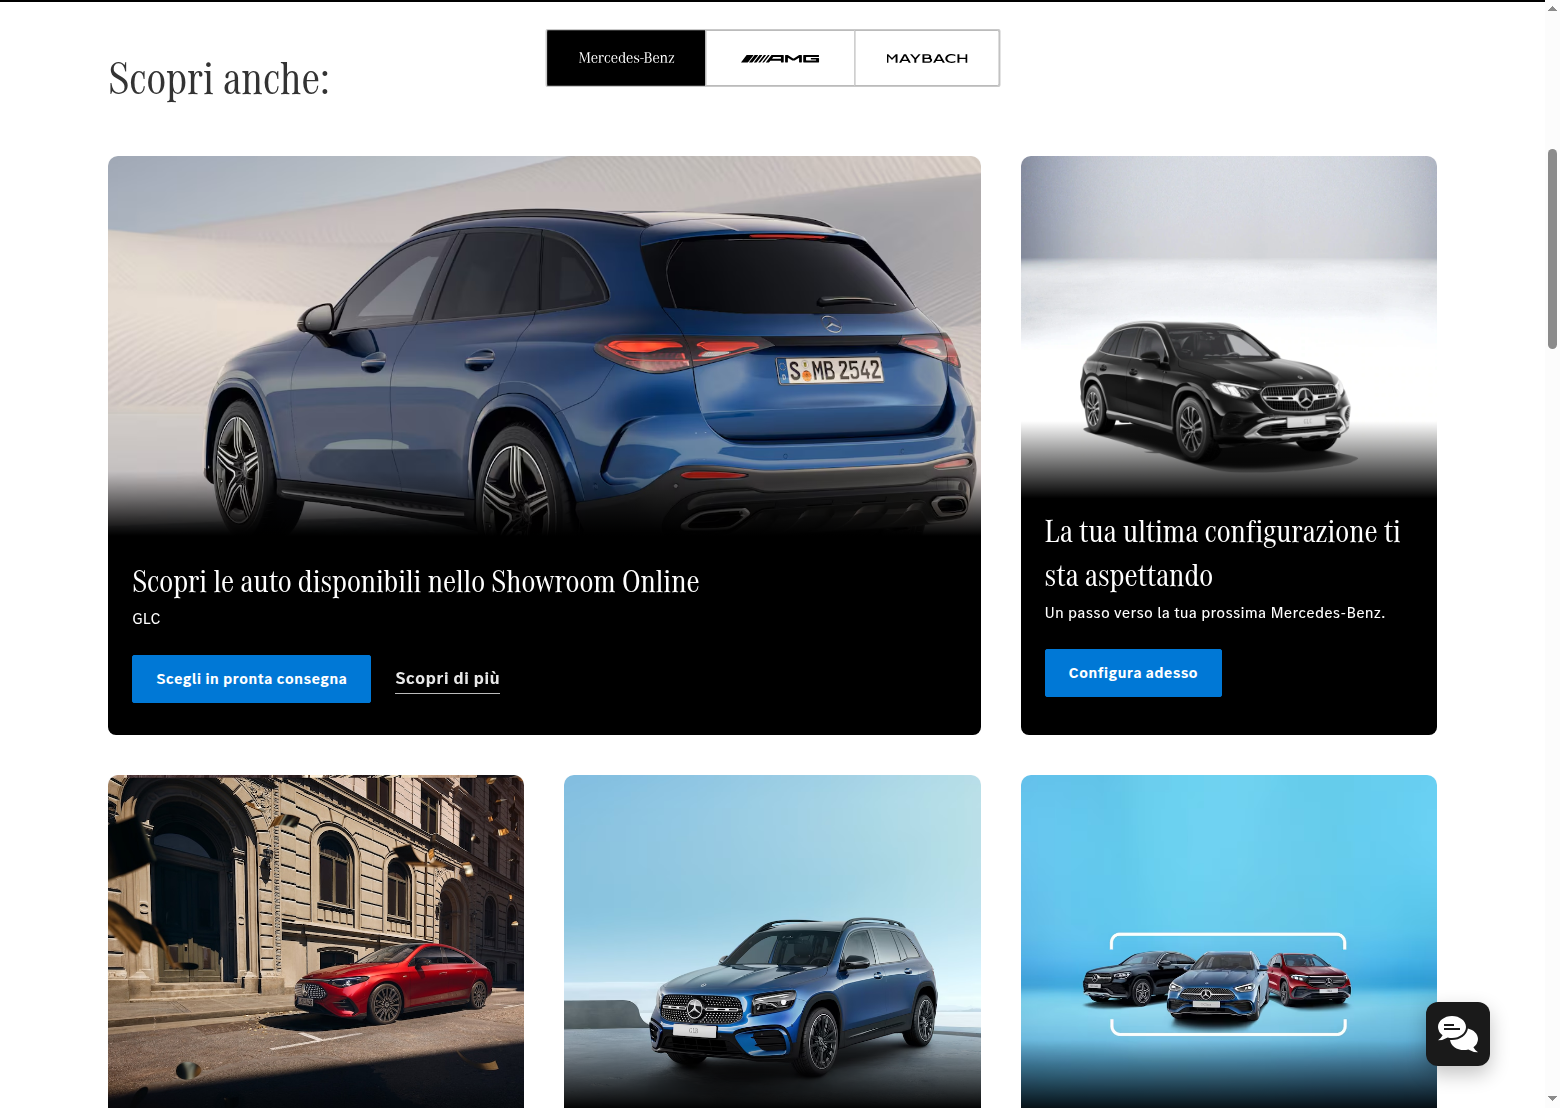 Scopri anche:
Mercedes-Benz
AMG
MAYBACH
S MB 2542
Scopri le auto disponibili nello Showroom Online
GLC
Scegli in pronta consegna
Scopri di più
La tua ultima configurazione ti
sta aspettando
Un passo verso la tua prossima Mercedes-Benz.
Configura adesso